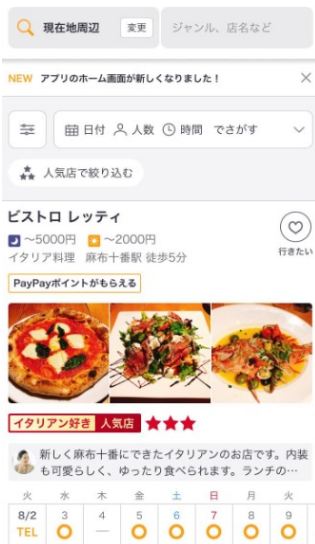 現在地周辺 変更 ジャンル、店名など
NEW アプリのホーム画面が新しくなりました！
日付 人数 時間 でさがす
人気店で絞り込む
ビストロ レッティ
～5000円 ～2000円
イタリア料理 麻布十番駅 徒歩5分
行きたい
PayPayポイントがもらえる
イタリアン好き 人気店
新しく麻布十番にできたイタリアンのお店です。内装
も可愛らしく、ゆったり食べられます。ランチの…
火 水 木 金 土 日 月 火
8/2 3 4 5 6 7 8 9
TEL